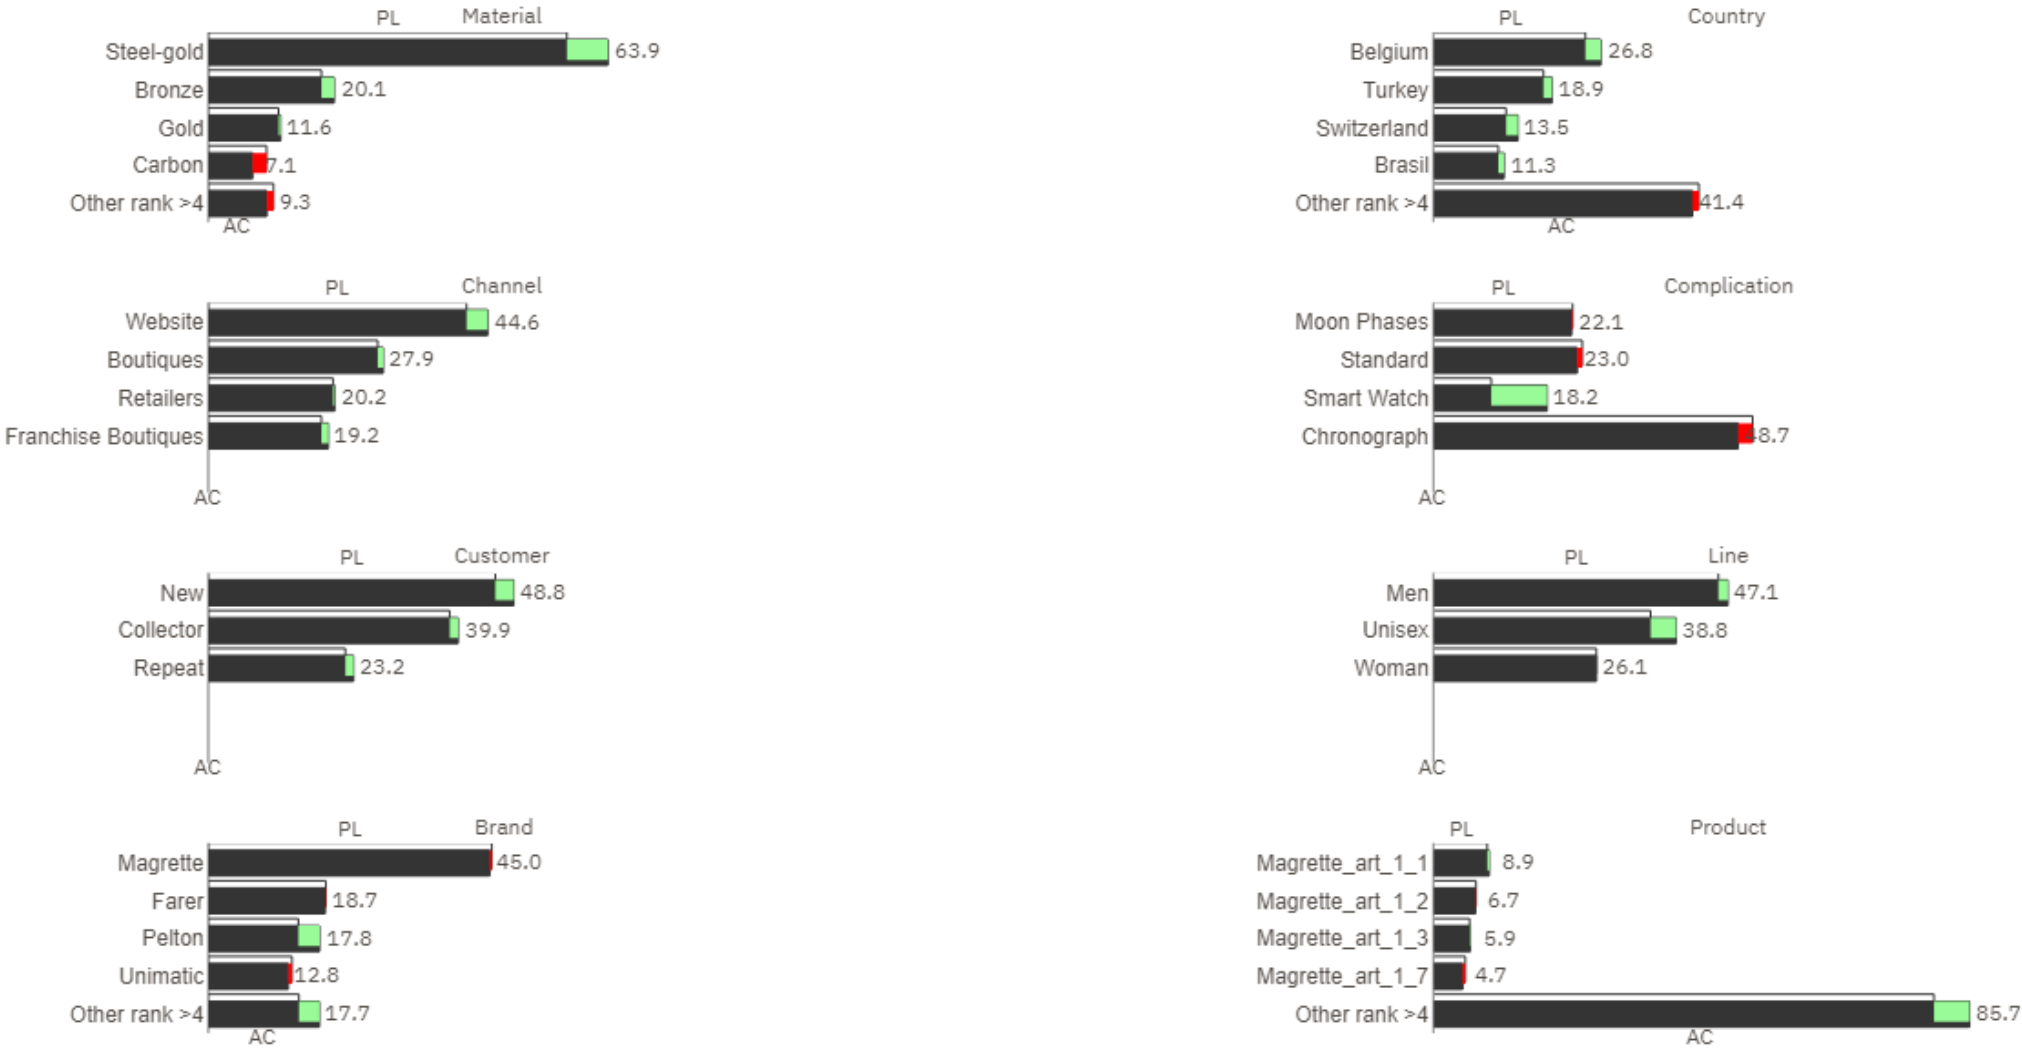 PL Material
Steel-gold 63.9
Bronze 20.1
Gold 11.6
Carbon 7.1
Other rank >4 9.3
AC
PL Country
Belgium 26.8
Turkey 18.9
Switzerland 13.5
Brasil 11.3
Other rank >4 41.4
AC
PL Channel
Website 44.6
Boutiques 27.9
Retailers 20.2
Franchise Boutiques 19.2
AC
PL Complication
Moon Phases 22.1
Standard 23.0
Smart Watch 18.2
Chronograph 48.7
AC
PL Customer
New 48.8
Collector 39.9
Repeat 23.2
AC
PL Line
Men 47.1
Unisex 38.8
Woman 26.1
AC
PL Brand
Magrette 45.0
Farer 18.7
Pelton 17.8
Unimatic 12.8
Other rank >4 17.7
AC
PL Product
Magrette_art_1_1 8.9
Magrette_art_1_2 6.7
Magrette_art_1_3 5.9
Magrette_art_1_7 4.7
Other rank >4 85.7
AC